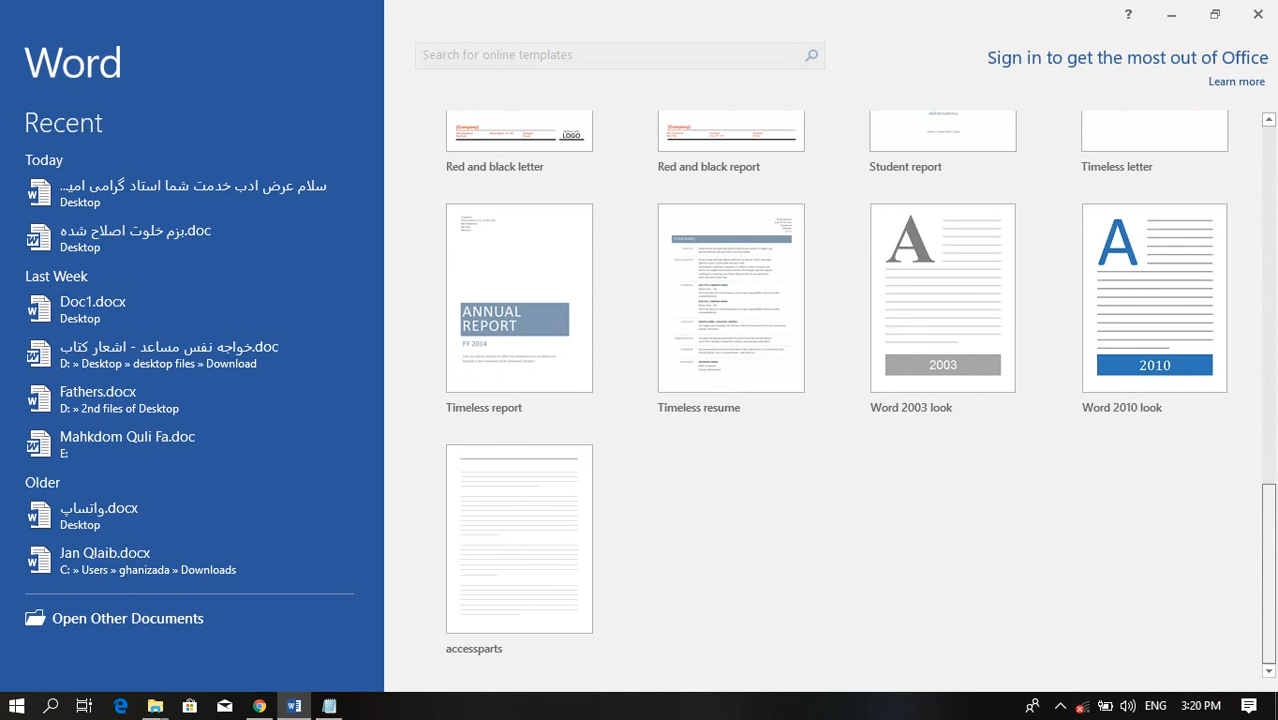 Word
Search for online templates
Sign in to get the most out of Office
Learn more
Recent
Today
سلام عرض ادب خدمت شما استاد گرامی امی...
Desktop
بزم خلوت اصلاح شده.doc
Desktop
Last Week
Doc1.docx
Desktop
خواجه نفس مساعد - اشعار کتاب.doc
D: » Desktop » desktop files » Download
Fathers.docx
D: » 2nd files of Desktop
Mahkdom Quli Fa.doc
E:
Older
واتساپ.docx
Desktop
Jan Qlaib.docx
C: » Users » ghanizada » Downloads
Open Other Documents
[Company]
LOGO
[Company]
Red and black letter
Red and black report
Student report
Timeless letter
ANNUAL
REPORT
FY 2014
A
2003
A
2010
Timeless report
Timeless resume
Word 2003 look
Word 2010 look
accessparts
ENG
3:20 PM